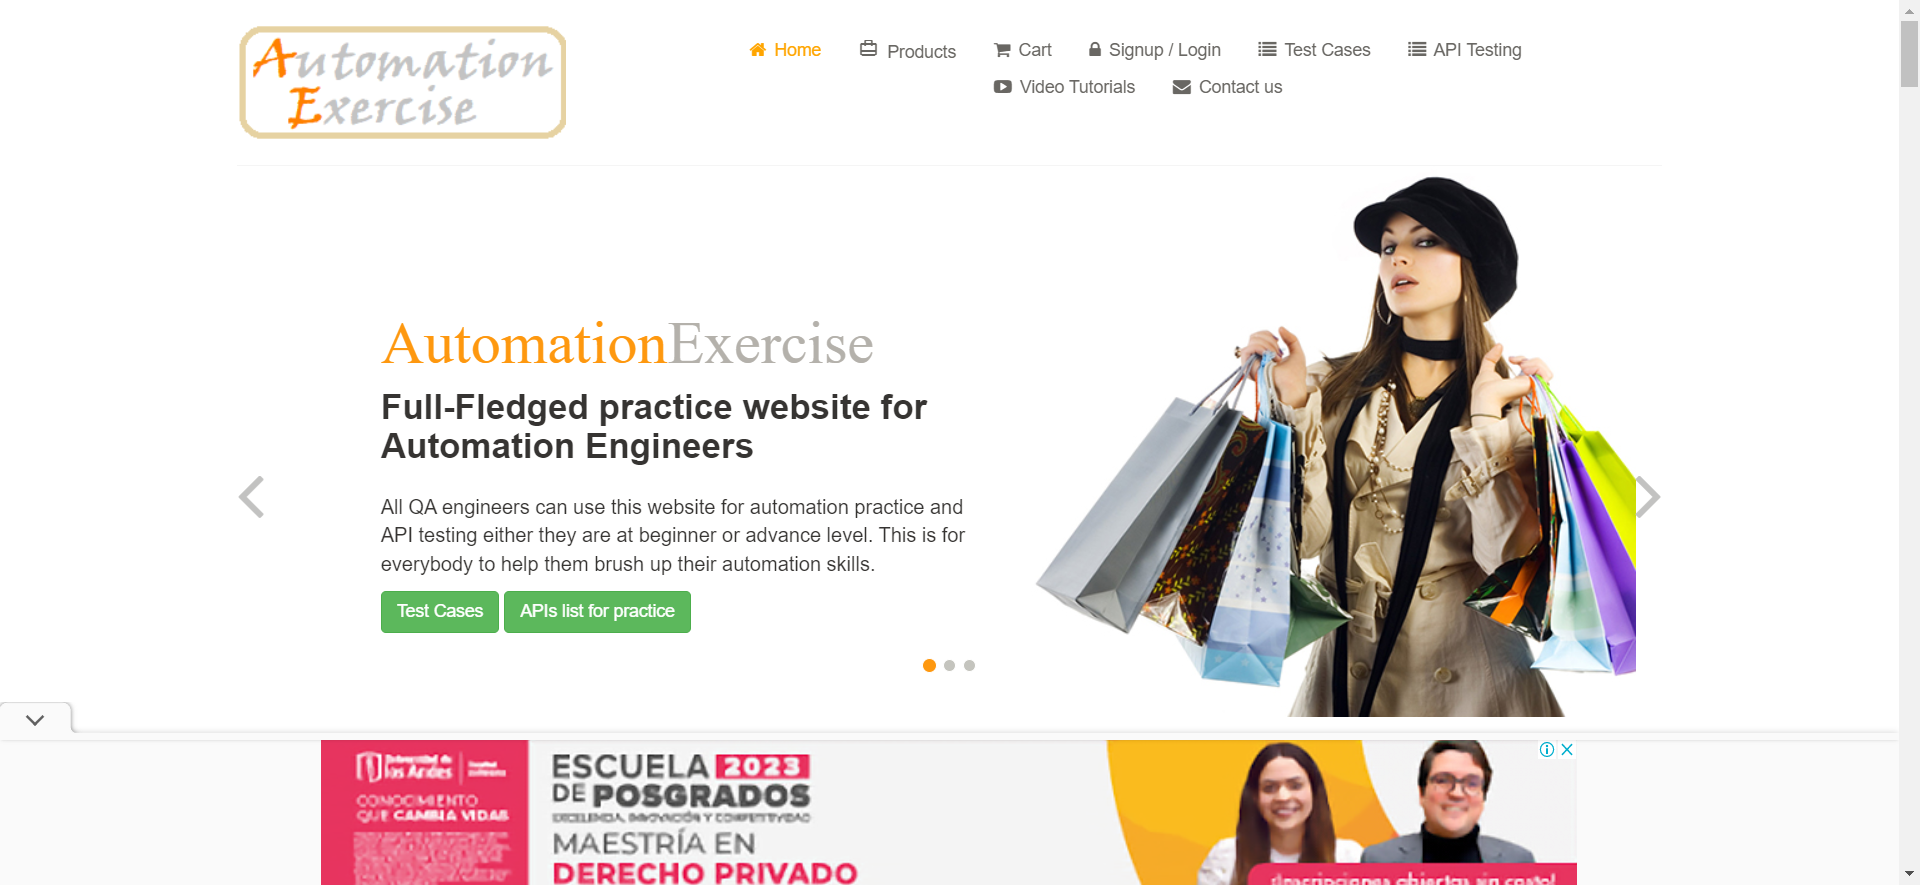 Automation
Exercise
Home
Products
Cart
Signup / Login
Test Cases
API Testing
Video Tutorials
Contact us
AutomationExercise
Full-Fledged practice website for
Automation Engineers
All QA engineers can use this website for automation practice and
API testing either they are at beginner or advance level. This is for
everybody to help them brush up their automation skills.
Test Cases
APIs list for practice
Universidad de
los Andes
CONOCIMIENTO
QUE CAMBIA VIDAS
ESCUELA 2023
DE POSGRADOS
EXCELENCIA, INNOVACIÓN Y COMPETITIVIDAD
MAESTRÍA EN
DERECHO PRIVADO
¡Inscripciones abiertas sin costo!